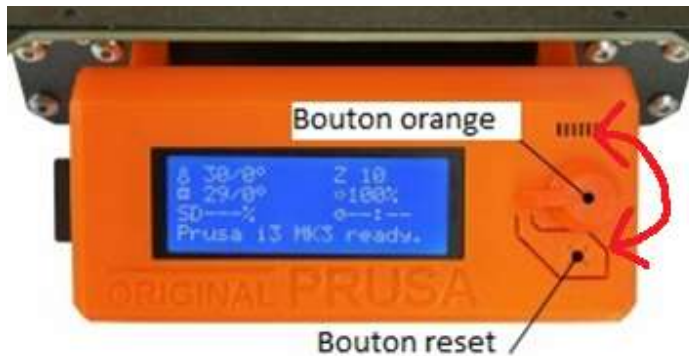 Bouton orange
30/0° Z 10
29/0° 100%
SD---% --:--
Prusa i3 MK3 ready.
ORIGINAL PRUSA
Bouton reset